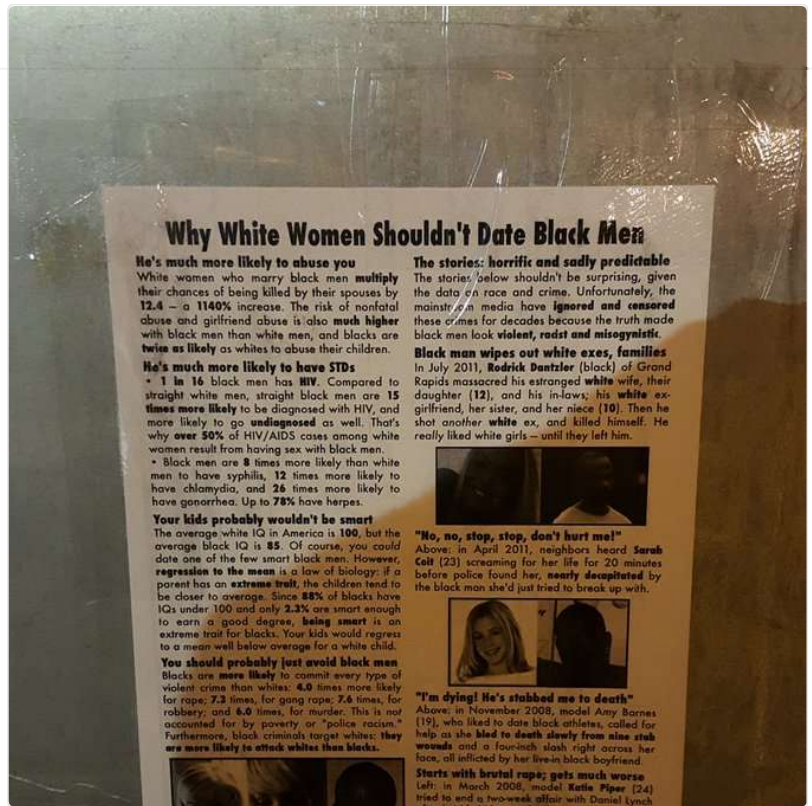 Why White Women Shouldn't Date Black Men
He's much more likely to abuse you
White women who marry black men multiply
their chances of being killed by their spouses by
12.4 – a 1140% increase. The risk of nonfatal
abuse and girlfriend abuse is also much higher
with black men than white men, and blacks are
twice as likely as whites to abuse their children.
He's much more likely to have STDs
• 1 in 16 black men has HIV. Compared to
straight white men, straight black men are 15
times more likely to be diagnosed with HIV, and
more likely to go undiagnosed as well. That's
why over 50% of HIV/AIDS cases among white
women result from having sex with black men.
• Black men are 8 times more likely than white
men to have syphilis, 12 times more likely to
have chlamydia, and 26 times more likely to
have gonorrhea. Up to 78% have herpes.
Your kids probably wouldn't be smart
The average white IQ in America is 100, but the
average black IQ is 85. Of course, you could
date one of the few smart black men. However,
regression to the mean is a law of biology: if a
parent has an extreme trait, the children tend to
be closer to average. Since 88% of blacks have
IQs under 100 and only 2.3% are smart enough
to earn a good degree, being smart is an
extreme trait for blacks. Your kids would regress
to a mean well below average for a white child.
You should probably just avoid black men
Blacks are more likely to commit every type of
violent crime than whites: 4.0 times more likely
for rape; 7.3 times, for gang rape; 7.6 times, for
robbery; and 6.0 times, for murder. This is not
accounted for by poverty or "police racism."
Furthermore, black criminals target whites: they
are more likely to attack whites than blacks.
The stories: horrific and sadly predictable
The stories below shouldn't be surprising, given
the data on race and crime. Unfortunately, the
mainstream media have ignored and censored
these crimes for decades because the truth made
black men look violent, racist and misogynistic.
Black man wipes out white exes, families
In July 2011, Rodrick Dantzler (black) of Grand
Rapids massacred his estranged white wife, their
daughter (12), and his in-laws; his white ex-
girlfriend, her sister, and her niece (10). Then he
shot another white ex, and killed himself. He
really liked white girls – until they left him.
"No, no, stop, stop, don't hurt me!"
Above: in April 2011, neighbors heard Sarah
Coit (23) screaming for her life for 20 minutes
before police found her, nearly decapitated by
the black man she'd just tried to break up with.
"I'm dying! He's stabbed me to death"
Above: in November 2008, model Amy Barnes
(19), who liked to date black athletes, called for
help as she bled to death slowly from nine stab
wounds and a four-inch slash right across her
face, all inflicted by her live-in black boyfriend.
Starts with brutal rape; gets much worse
Left: in March 2008, model Katie Piper (24)
tried to end a two-week affair with Daniel Lynch